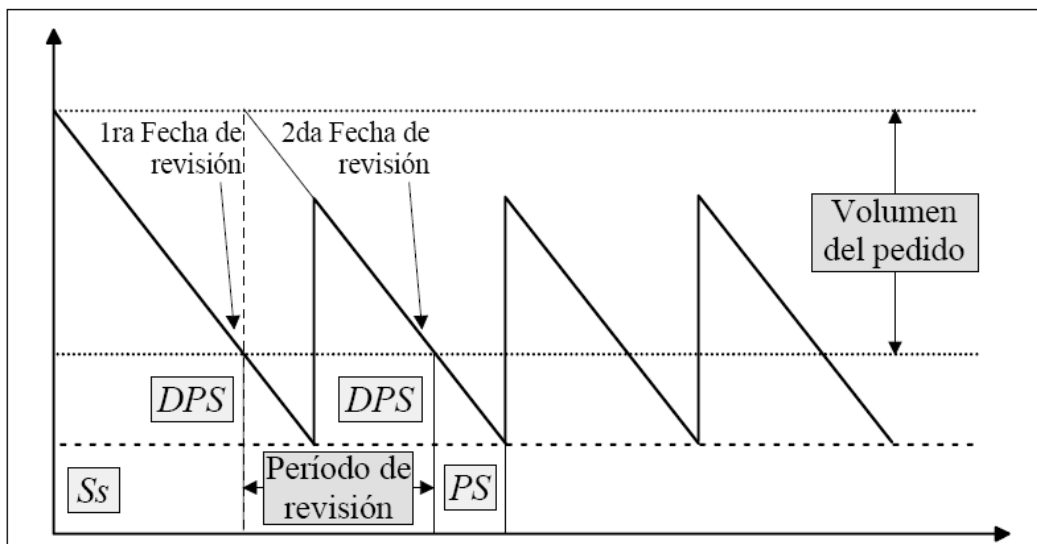 1ra Fecha de
revisión
2da Fecha de
revisión
Volumen
del pedido
DPS
DPS
Ss
Período de
revisión
PS